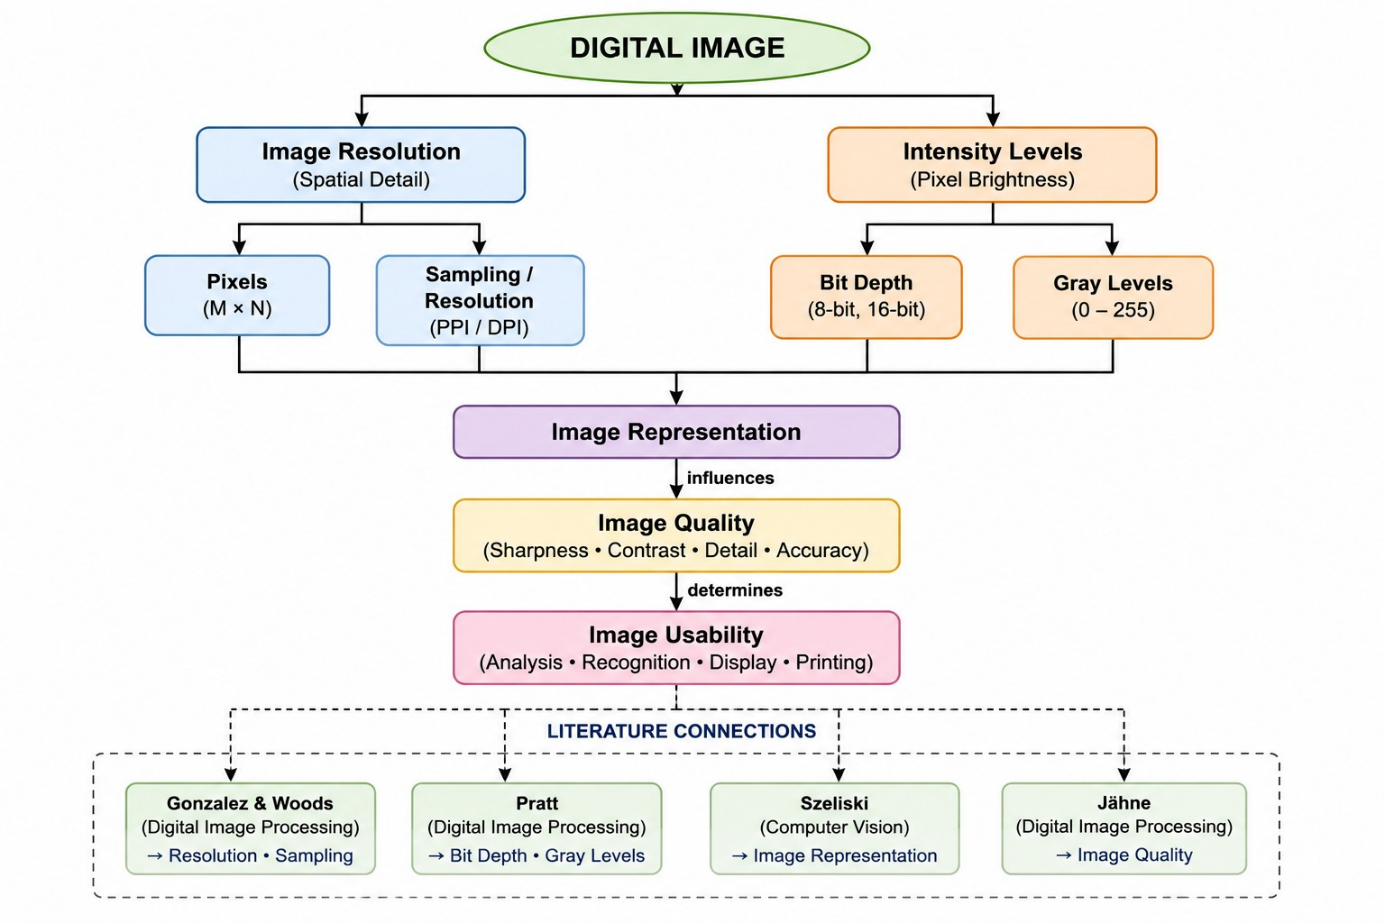 DIGITAL IMAGE
Image Resolution
(Spatial Detail)
Intensity Levels
(Pixel Brightness)
Pixels
(M × N)
Sampling /
Resolution
(PPI / DPI)
Bit Depth
(8-bit, 16-bit)
Gray Levels
(0 – 255)
Image Representation
influences
Image Quality
(Sharpness • Contrast • Detail • Accuracy)
determines
Image Usability
(Analysis • Recognition • Display • Printing)
LITERATURE CONNECTIONS
Gonzalez & Woods
(Digital Image Processing)
→ Resolution • Sampling
Pratt
(Digital Image Processing)
→ Bit Depth • Gray Levels
Szeliski
(Computer Vision)
→ Image Representation
Jähne
(Digital Image Processing)
→ Image Quality